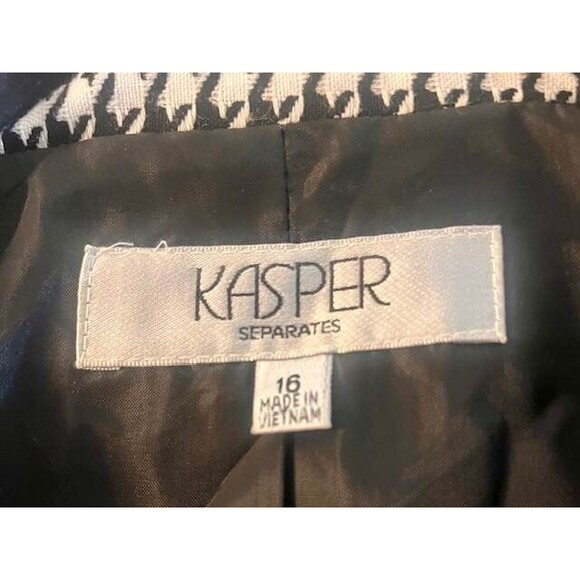 KASPER
SEPARATES
16
MADE IN
VIETNAM